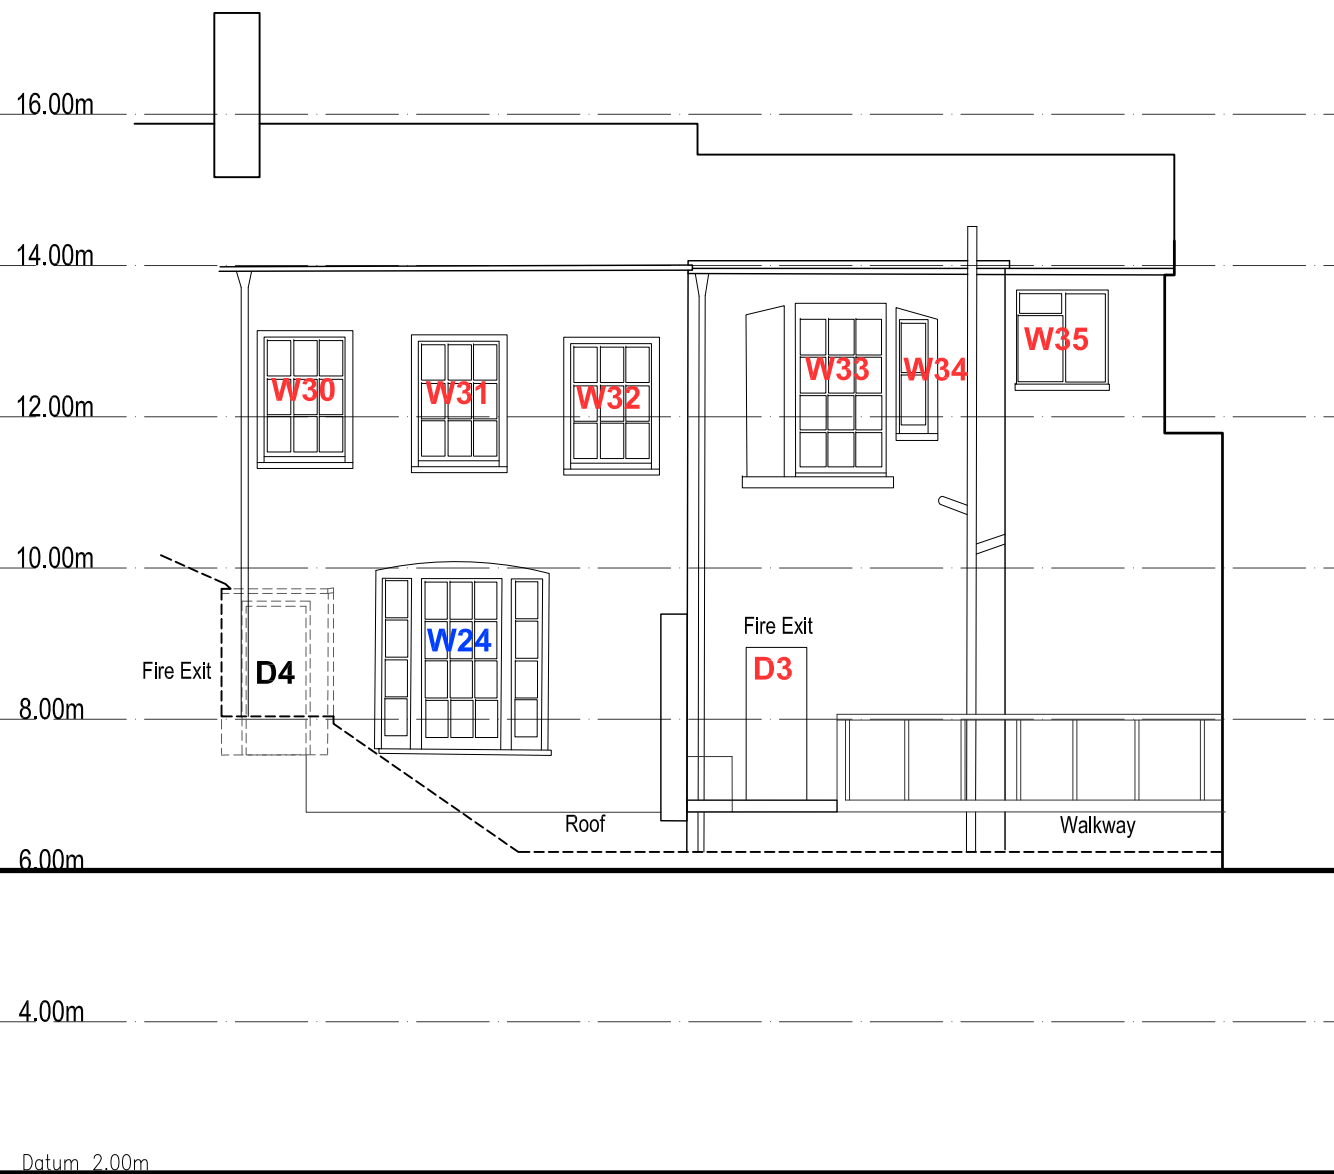 16.00m
14.00m
W35
W30
W31
W32
W33
W34
12.00m
10.00m
Fire Exit
W24
Fire Exit
D4
D3
8.00m
Roof
Walkway
6.00m
4.00m
Datum 2.00m